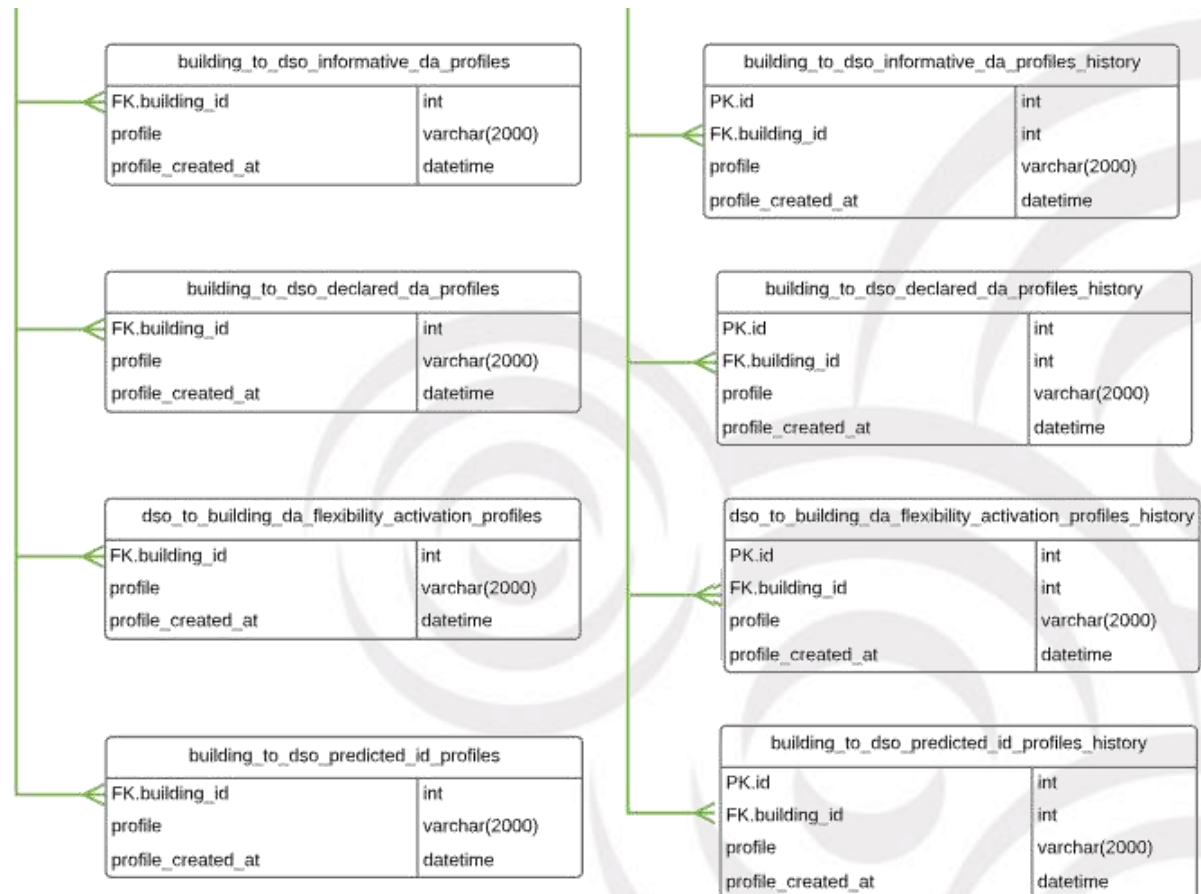 building_to_dso_informative_da_profiles
FK.building_id int
profile varchar(2000)
profile_created_at datetime
building_to_dso_declared_da_profiles
FK.building_id int
profile varchar(2000)
profile_created_at datetime
dso_to_building_da_flexibility_activation_profiles
FK.building_id int
profile varchar(2000)
profile_created_at datetime
building_to_dso_predicted_id_profiles
FK.building_id int
profile varchar(2000)
profile_created_at datetime
building_to_dso_informative_da_profiles_history
PK.id int
FK.building_id int
profile varchar(2000)
profile_created_at datetime
building_to_dso_declared_da_profiles_history
PK.id int
FK.building_id int
profile varchar(2000)
profile_created_at datetime
dso_to_building_da_flexibility_activation_profiles_history
PK.id int
FK.building_id int
profile varchar(2000)
profile_created_at datetime
building_to_dso_predicted_id_profiles_history
PK.id int
FK.building_id int
profile varchar(2000)
profile_created_at datetime